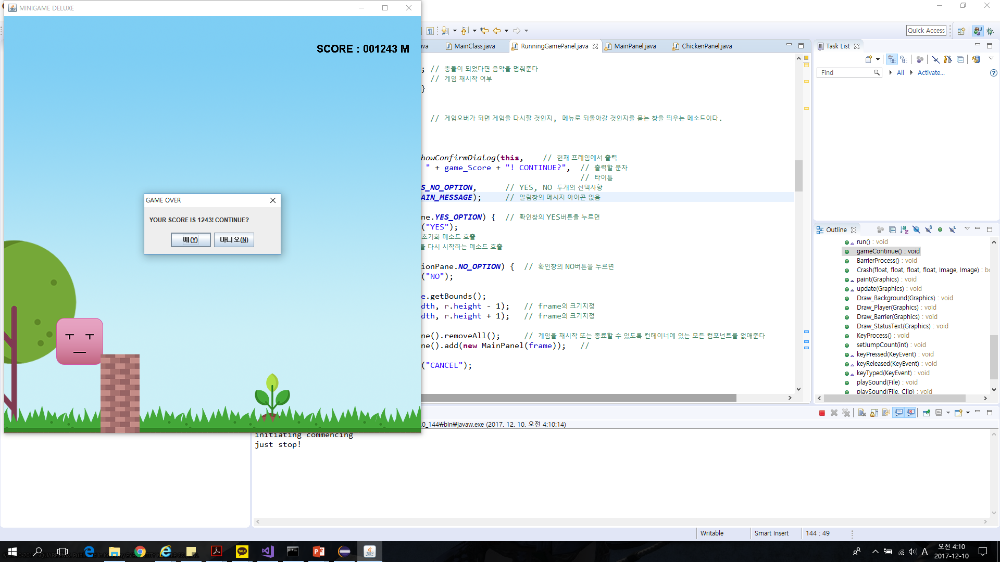 MINIGAME DELUXE
SCORE : 001243 M
GAME OVER
YOUR SCORE IS 1243! CONTINUE?
예(Y)
아니오(N)
Quick Access
ava
MainClass.java
RunningGamePanel.java
MainPanel.java
ChickenPanel.java
; // 충돌이 되었다면 음악을 멈춰준다
// 게임 재시작 여부
}
// 게임오버가 되면 게임을 다시할 것인지, 메뉴로 되돌아갈 것인지를 묻는 창을 띄우는 메소드이다.
howConfirmDialog(this, // 현재 프레임에서 출력
" + game_Score + "! CONTINUE?", // 출력할 문자
// 타이틀
S_NO_OPTION, // YES, NO 두개의 선택사항
AIN_MESSAGE); // 알림창의 메시지 아이콘 없음
ne.YES_OPTION) { // 확인창의 YES버튼을 누르면
("YES");
초기화 메소드 호출
을 다시 시작하는 메소드 호출
ionPane.NO_OPTION) { // 확인창의 NO버튼을 누르면
("NO");
e.getBounds();
dth, r.height - 1); // frame의 크기지정
dth, r.height + 1); // frame의 크기지정
ne().removeAll(); // 게임을 재시작 또는 종료할 수 있도록 컨테이너에 있는 모든 컴포넌트를 없애준다
ne().add(new MainPanel(frame)); //
("CANCEL");
Task List
Find
All
Activate...
Outline
run() : void
gameContinue() : void
BarrierProcess() : void
Crash(float, float, float, float, Image, Image) : bo
paint(Graphics) : void
update(Graphics) : void
Draw_Background(Graphics) : void
Draw_Player(Graphics) : void
Draw_Barrier(Graphics) : void
Draw_StatusText(Graphics) : void
KeyProcess() : void
setJumpCount(int) : void
keyPressed(KeyEvent) : void
keyReleased(KeyEvent) : void
keyTyped(KeyEvent) : void
playSound(File) : void
playSound(File, Clip) : void
.0_144\bin\javaw.exe (2017. 12. 10. 오전 4:10:14)
initiating commencing
just stop!
Writable
Smart Insert
144 : 49
TALK
A
오전 4:10
2017-12-10